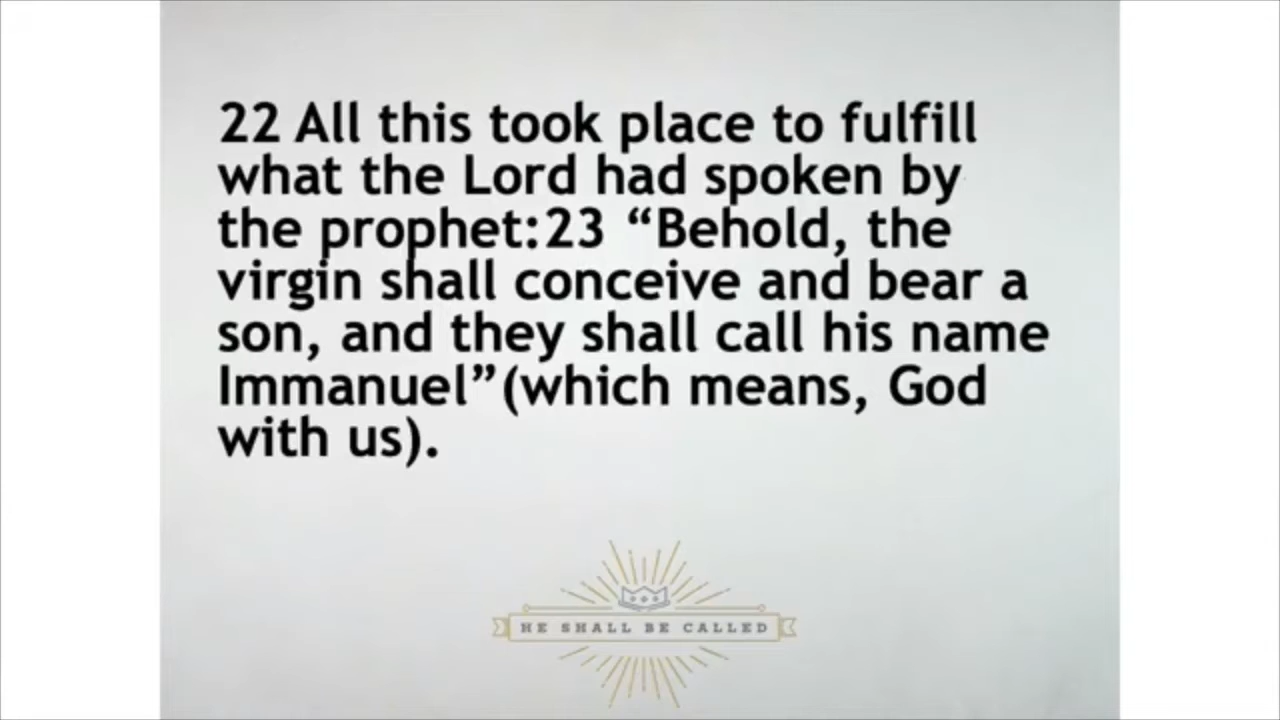 22 All this took place to fulfill
what the Lord had spoken by
the prophet:23 “Behold, the
virgin shall conceive and bear a
son, and they shall call his name
Immanuel”(which means, God
with us).
HE SHALL BE CALLED